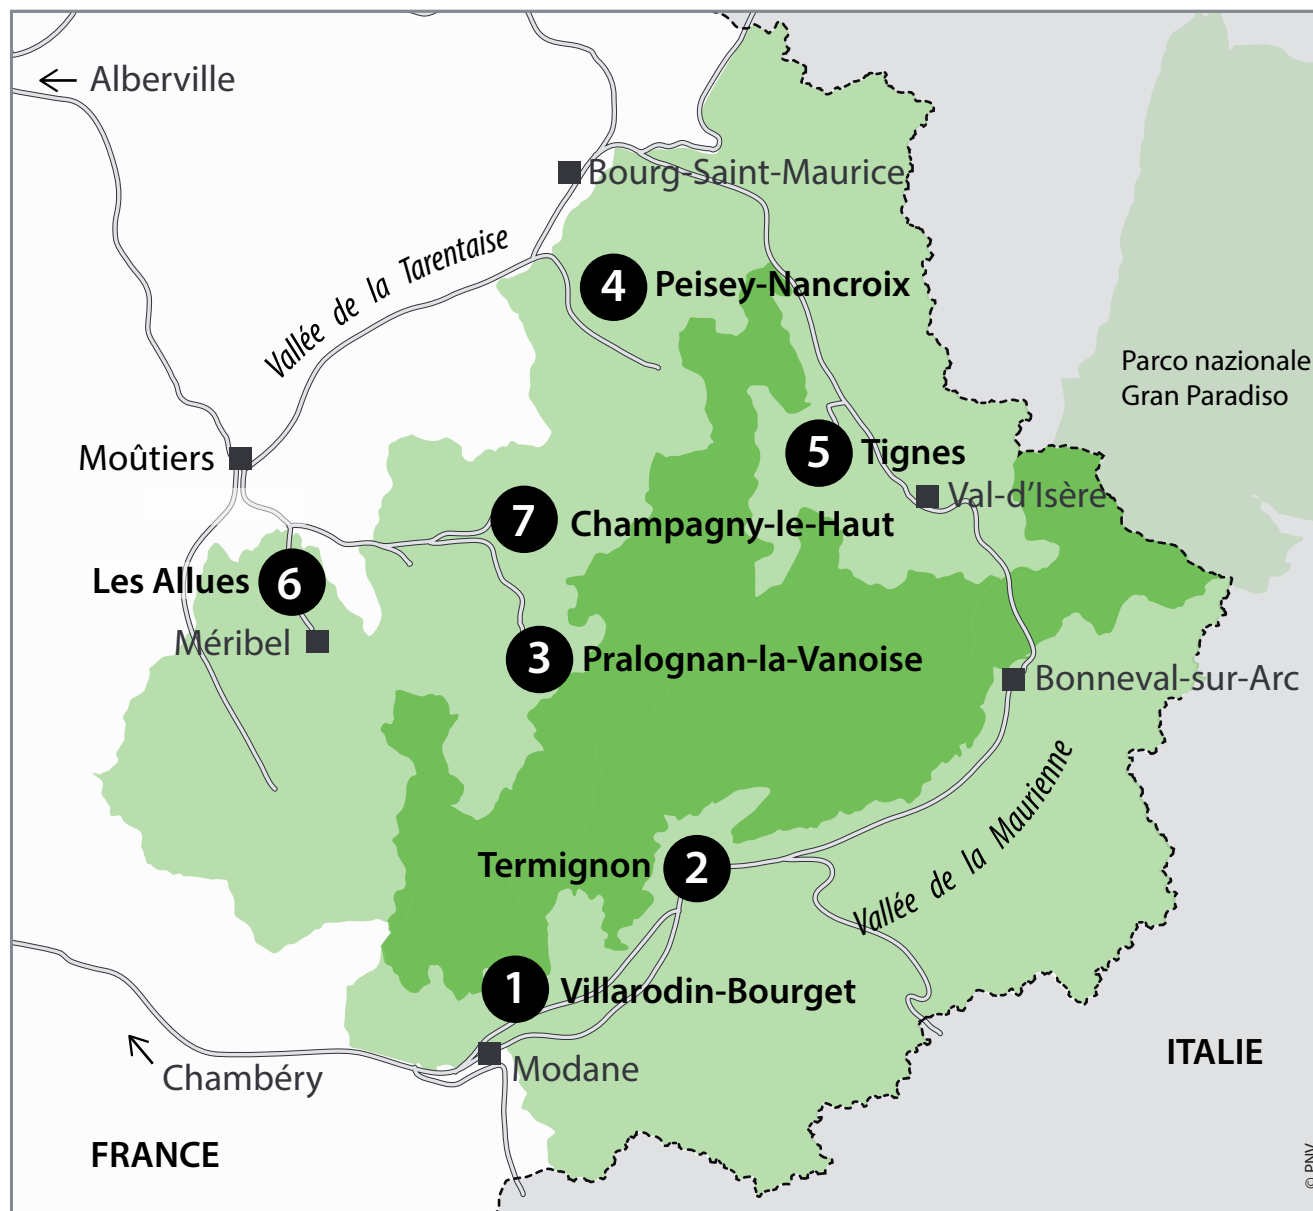 Alberville
Bourg-Saint-Maurice
Vallée de la Tarentaise
4 Peisey-Nancroix
Parco nazionale
Gran Paradiso
Moûtiers
5 Tignes
Val-d'Isère
7 Champagny-le-Haut
Les Allues 6
Méribel
3 Pralognan-la-Vanoise
Bonneval-sur-Arc
Vallée de la Maurienne
Termignon 2
1 Villarodin-Bourget
Modane
Chambéry
ITALIE
FRANCE
© PNV